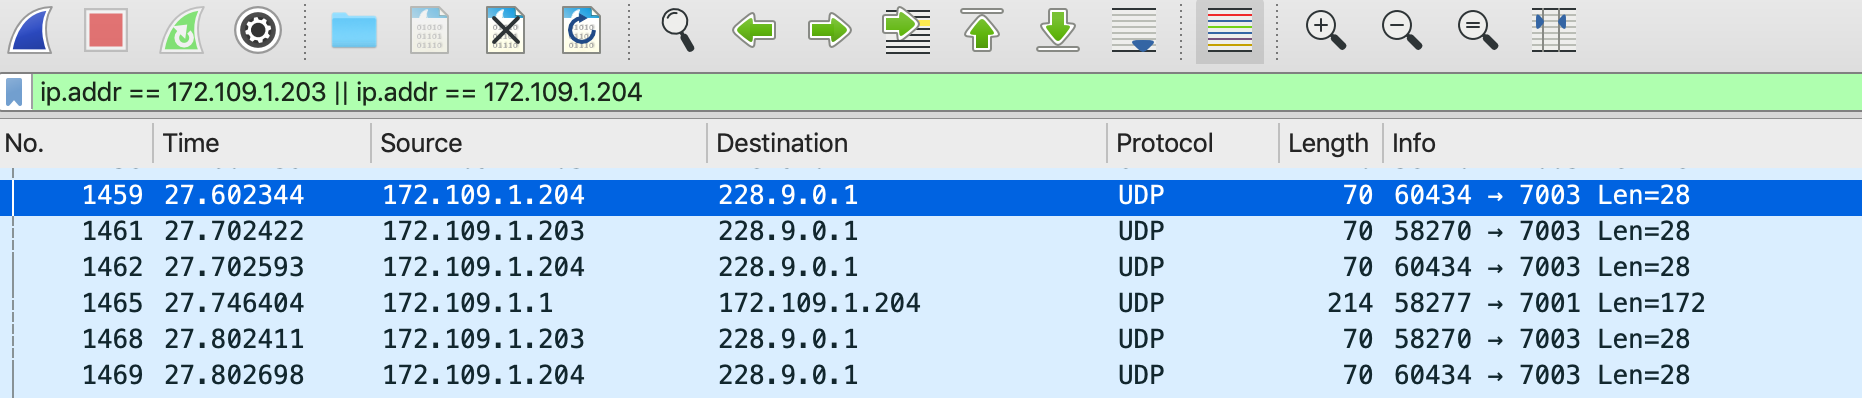 ip.addr == 172.109.1.203 || ip.addr == 172.109.1.204
No. Time Source Destination Protocol Length Info
1459 27.602344 172.109.1.204 228.9.0.1 UDP 70 60434 → 7003 Len=28
1461 27.702422 172.109.1.203 228.9.0.1 UDP 70 58270 → 7003 Len=28
1462 27.702593 172.109.1.204 228.9.0.1 UDP 70 60434 → 7003 Len=28
1465 27.746404 172.109.1.1 172.109.1.204 UDP 214 58277 → 7001 Len=172
1468 27.802411 172.109.1.203 228.9.0.1 UDP 70 58270 → 7003 Len=28
1469 27.802698 172.109.1.204 228.9.0.1 UDP 70 60434 → 7003 Len=28